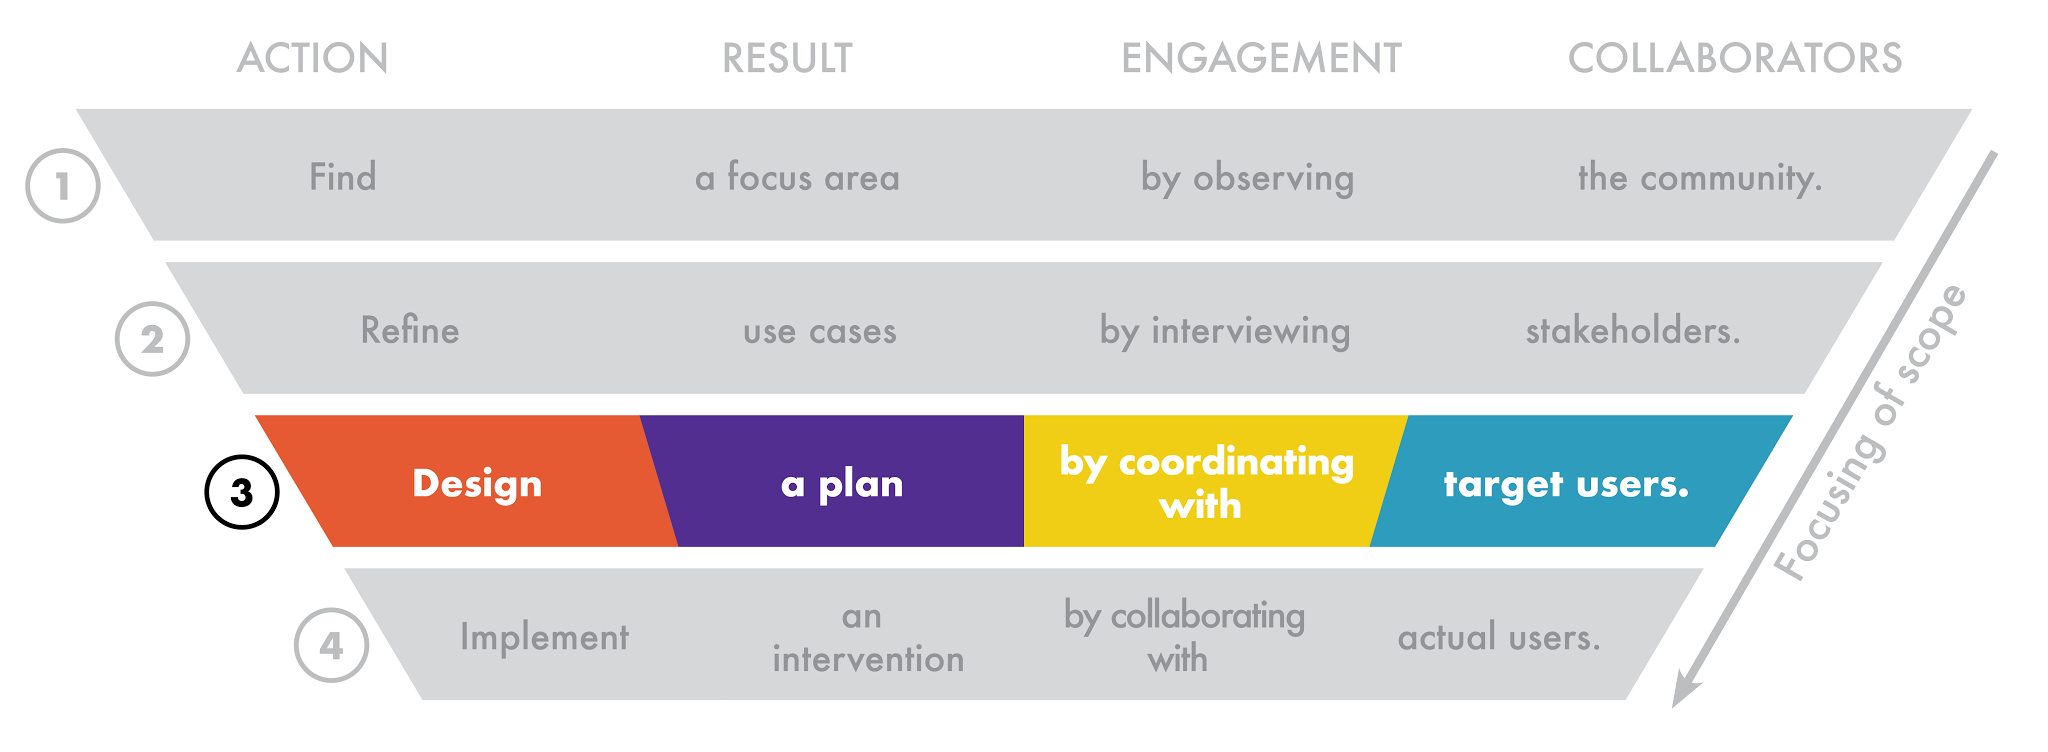 ACTION RESULT ENGAGEMENT COLLABORATORS
1 Find a focus area by observing the community.
2 Refine use cases by interviewing stakeholders.
3 Design a plan by coordinating
with target users.
4 Implement an
intervention by collaborating
with actual users.
Focusing of scope